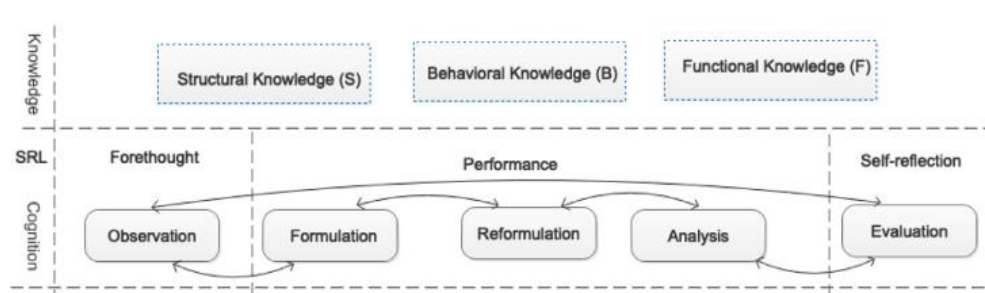 Knowledge
Structural Knowledge (S)
Behavioral Knowledge (B)
Functional Knowledge (F)
SRL
Forethought
Performance
Self-reflection
Cognition
Observation
Formulation
Reformulation
Analysis
Evaluation